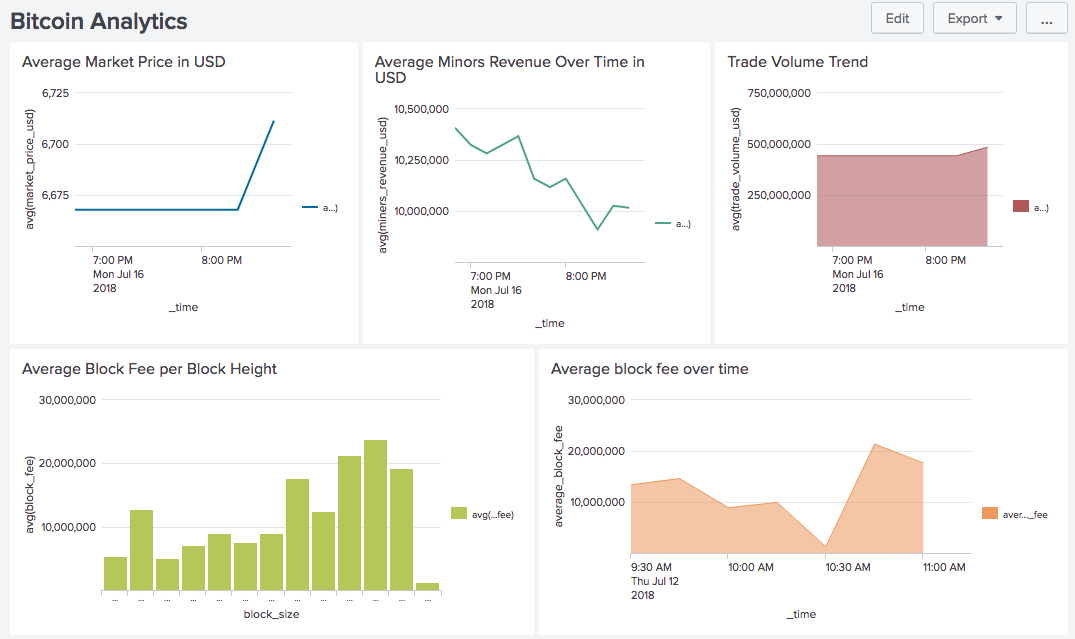 Bitcoin Analytics
Edit
Export
...
Average Market Price in USD
avg(market_price_usd)
6,725
6,700
6,675
7:00 PM
Mon Jul 16
2018
8:00 PM
_time
a...)
Average Minors Revenue Over Time in
USD
avg(miners_revenue_usd)
10,500,000
10,250,000
10,000,000
7:00 PM
Mon Jul 16
2018
8:00 PM
_time
a...)
Trade Volume Trend
avg(trade_volume_usd)
750,000,000
500,000,000
250,000,000
7:00 PM
Mon Jul 16
2018
8:00 PM
_time
a...)
Average Block Fee per Block Height
avg(block_fee)
30,000,000
20,000,000
10,000,000
... ... ... ... ... ... ... ... ... ... ... ... ...
block_size
avg(...fee)
Average block fee over time
average_block_fee
30,000,000
20,000,000
10,000,000
9:30 AM
Thu Jul 12
2018
10:00 AM
10:30 AM
11:00 AM
_time
aver..._fee